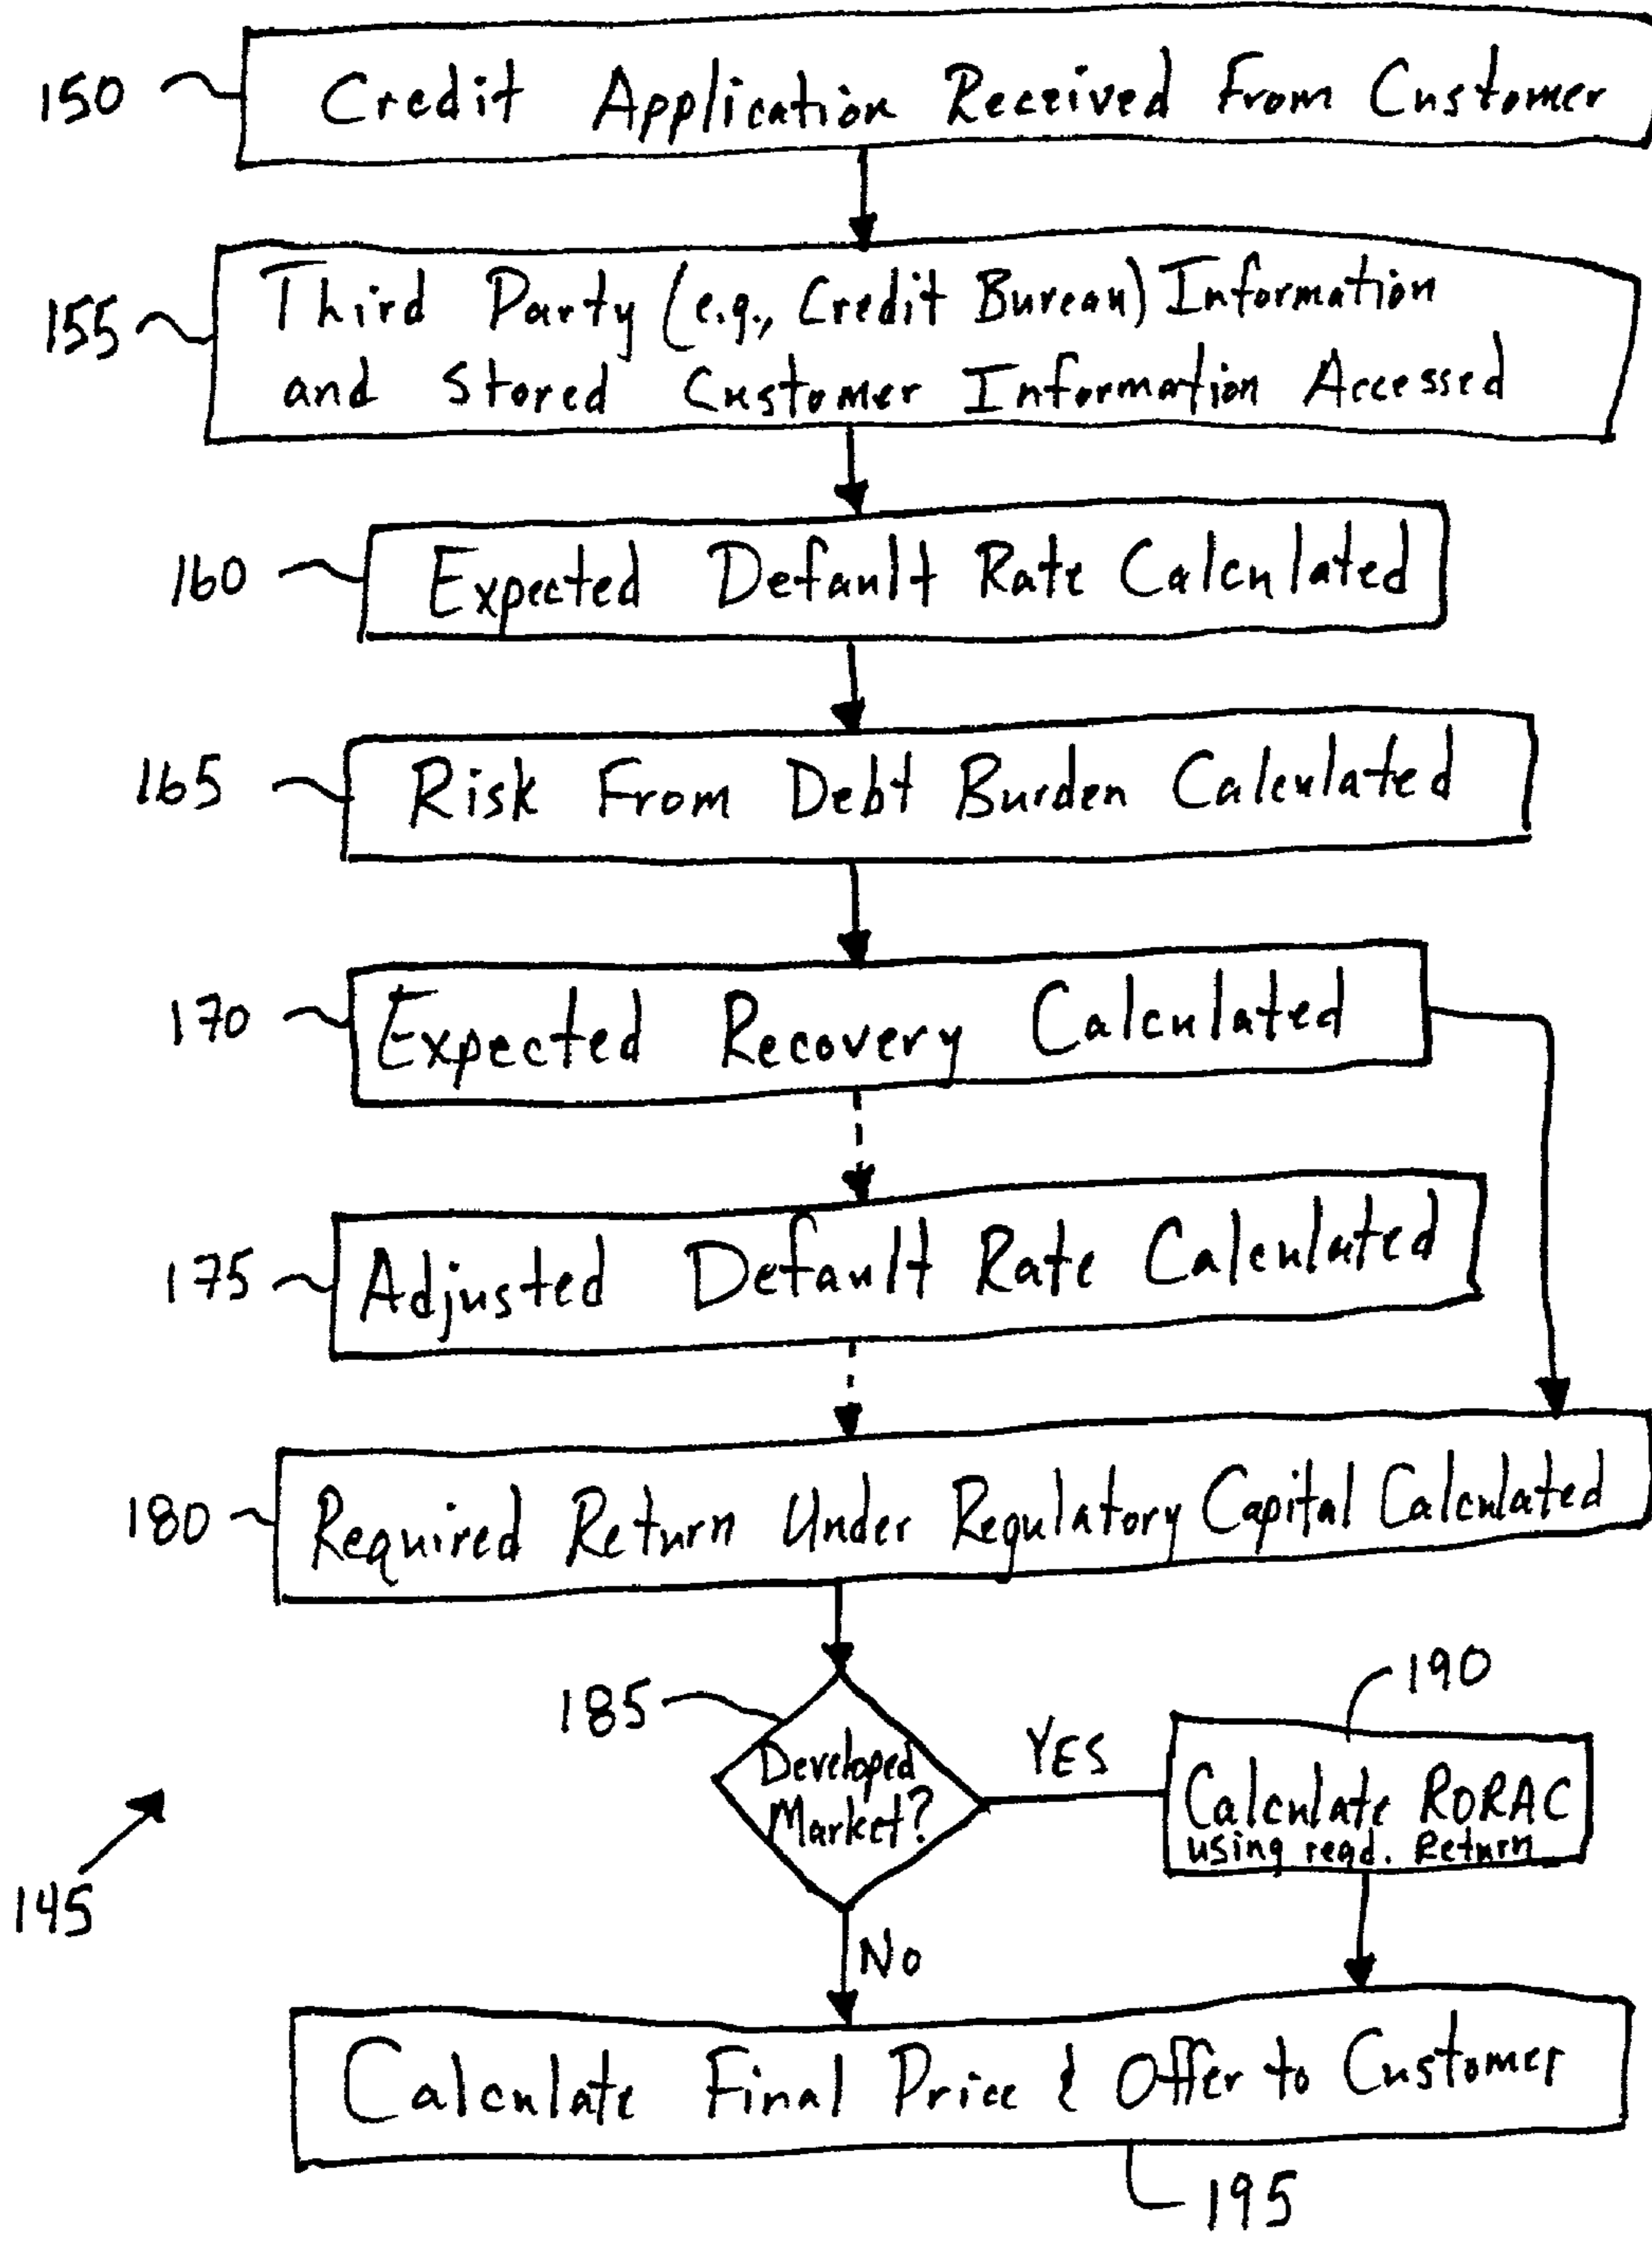 150
Credit Application Received From Customer
155
Third Party (e.g., Credit Bureau) Information
and Stored Customer Information Accessed
160
Expected Default Rate Calculated
165
Risk From Debt Burden Calculated
170
Expected Recovery Calculated
175
Adjusted Default Rate Calculated
180
Required Return Under Regulatory Capital Calculated
190
185
Developed
Market?
YES
Calculate RORAC
using reqd. Return
145
No
Calculate Final Price & Offer to Customer
195